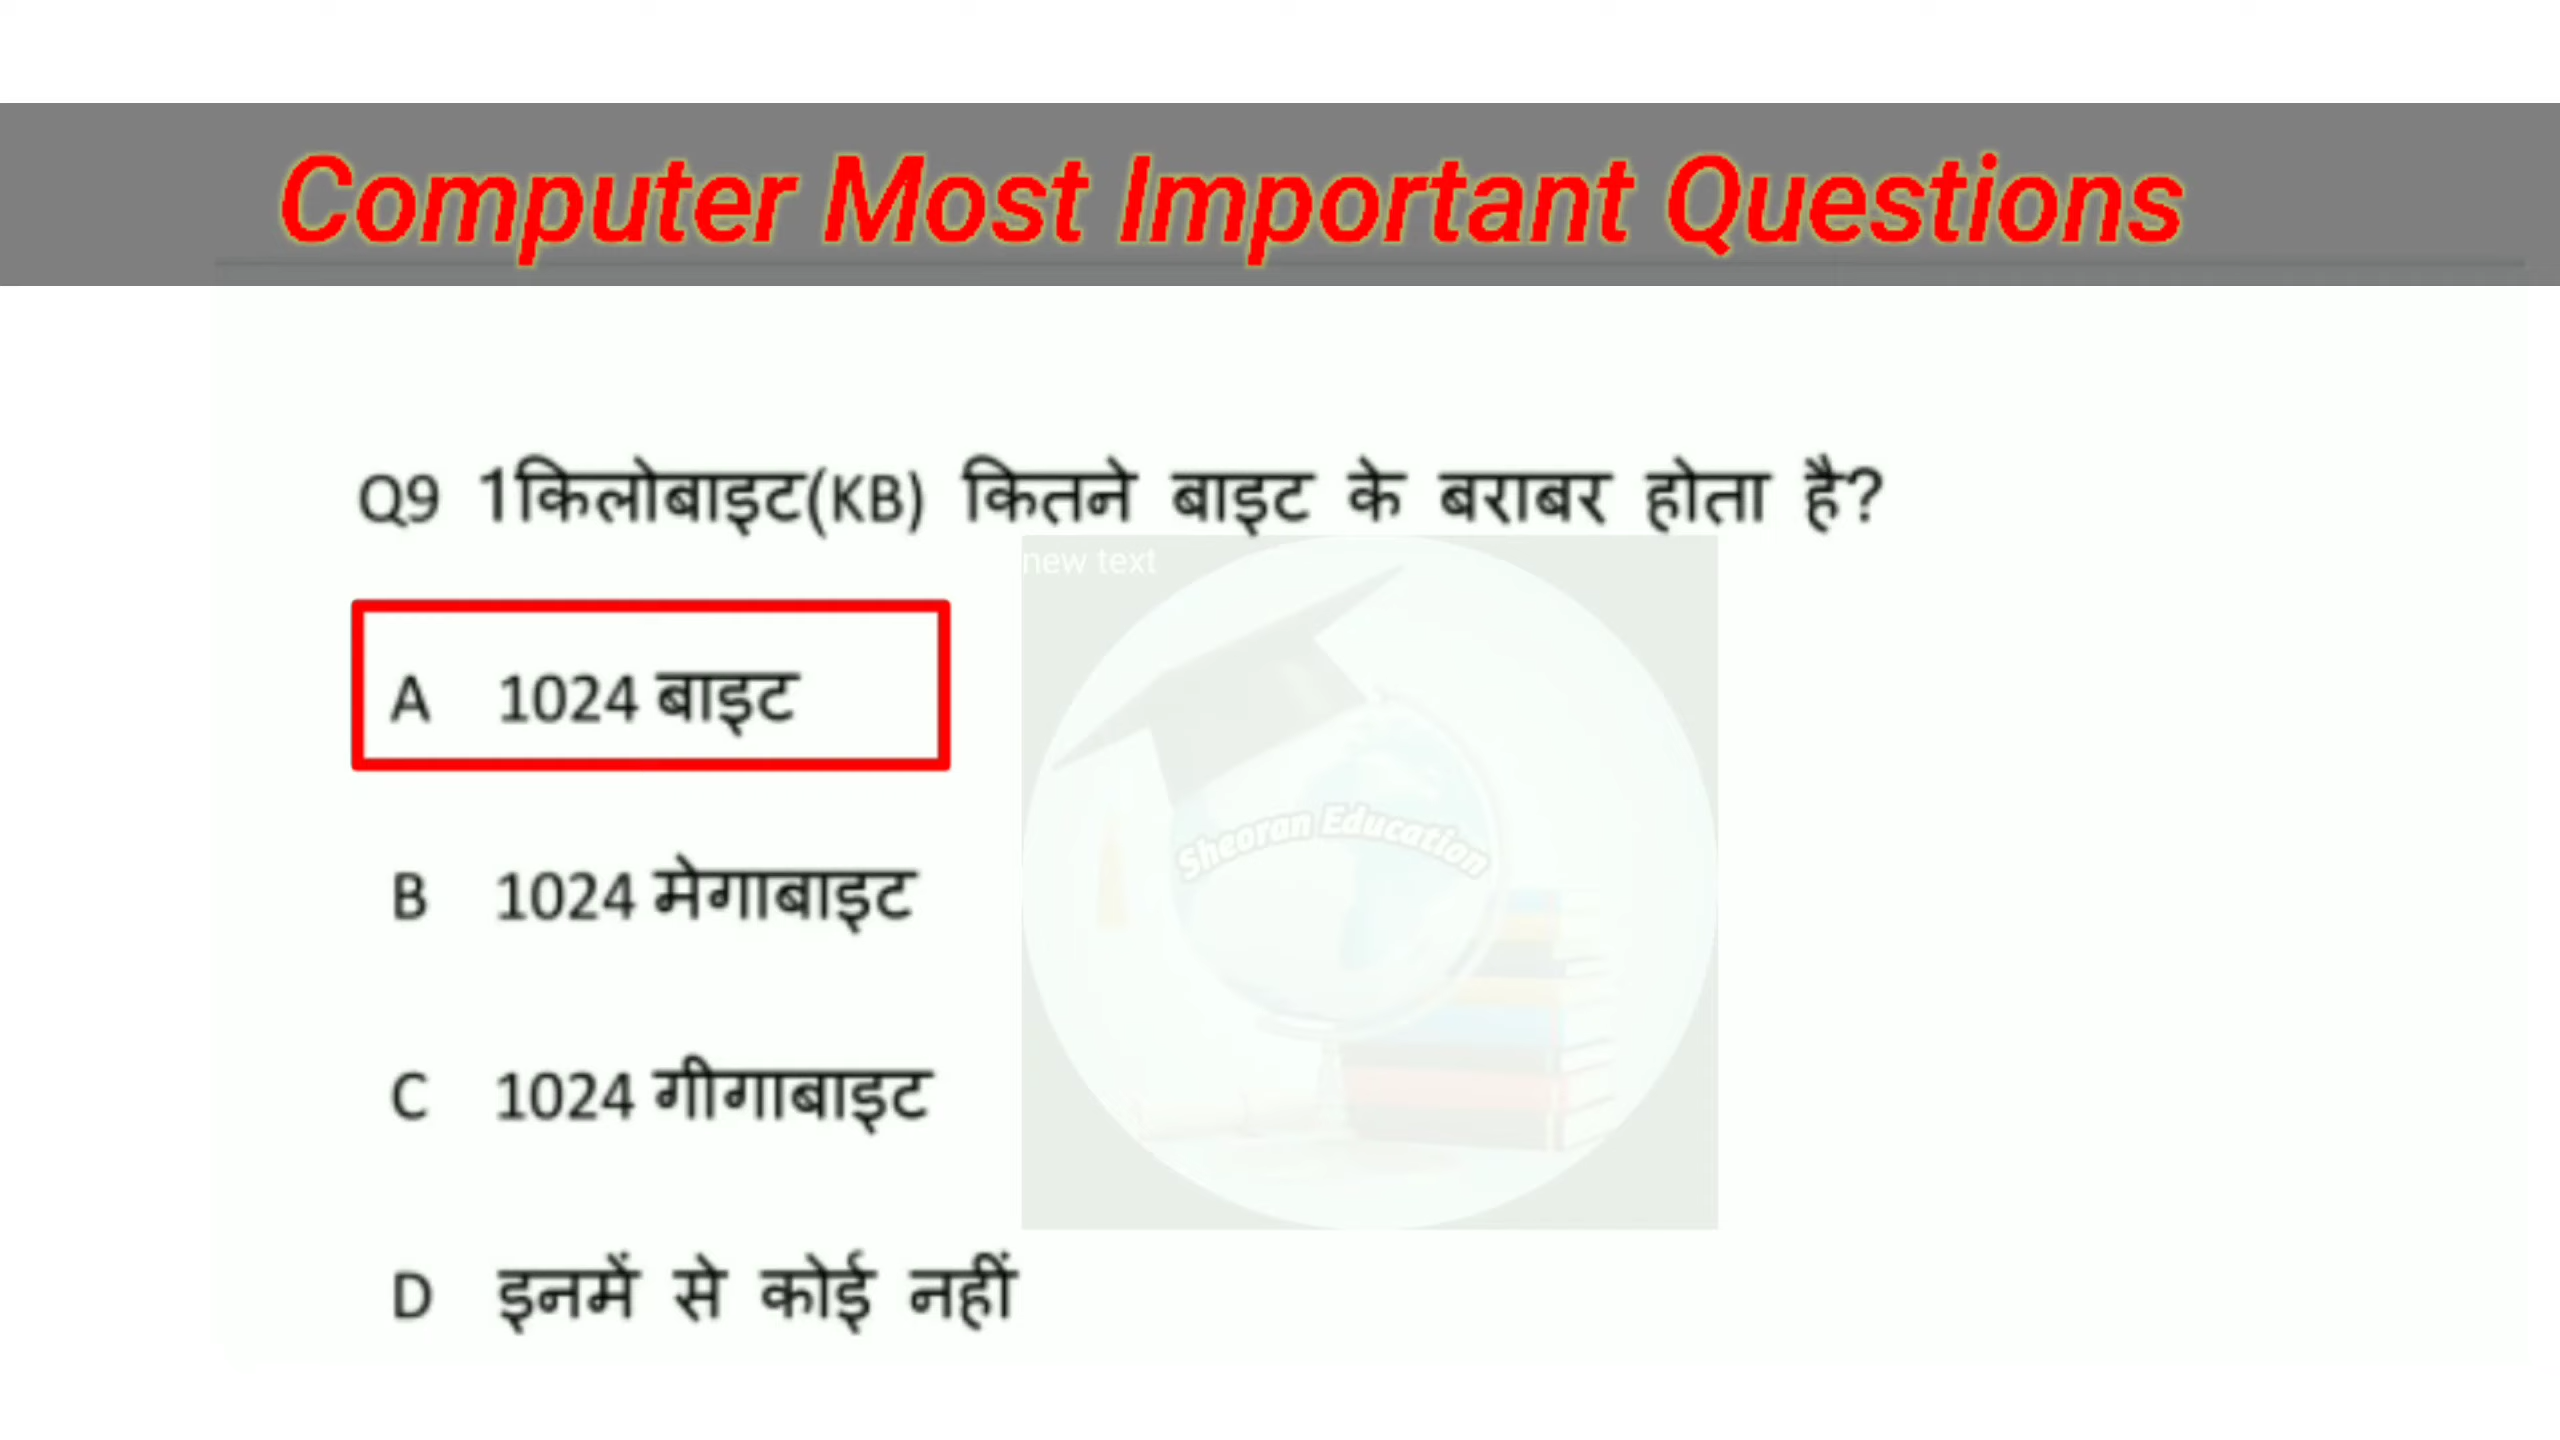 Computer Most Important Questions
Q9 1किलोबाइट(KB) कितने बाइट के बराबर होता है?
new text
A 1024 बाइट
Sheoran Education
B 1024 मेगाबाइट
C 1024 गीगाबाइट
D इनमें से कोई नहीं